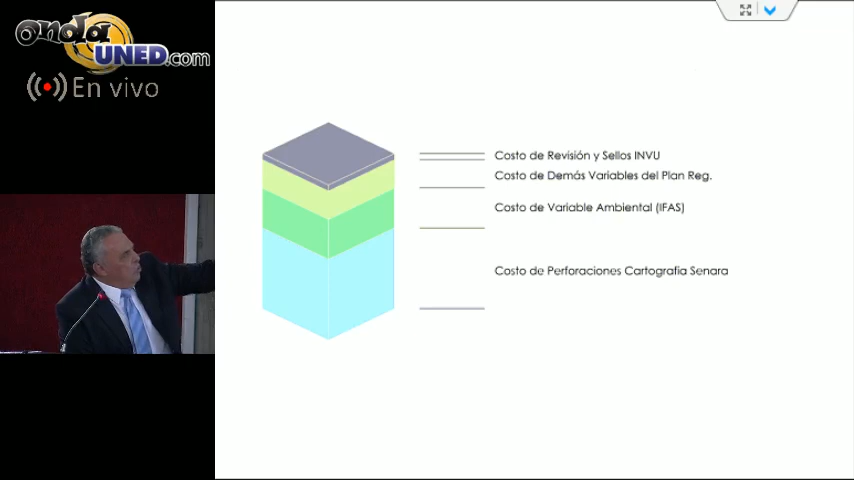 onda
UNED.com
En vivo
Costo de Revisión y Sellos INVU
Costo de Demás Variables del Plan Reg.
Costo de Variable Ambiental (IFAS)
Costo de Perforaciones Cartografía Senara